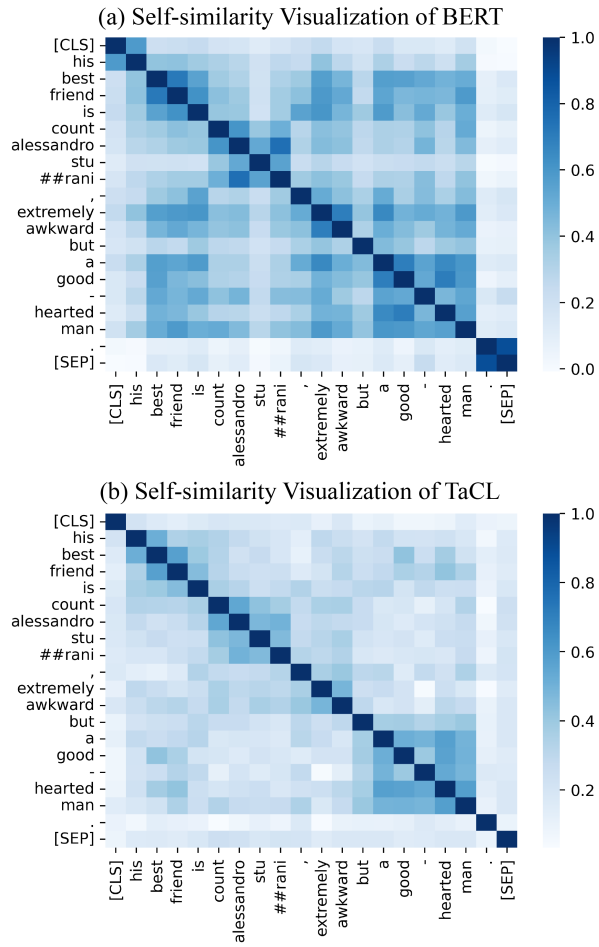 (a) Self-similarity Visualization of BERT
[CLS]
his
best
friend
is
count
alessandro
stu
##rani
,
extremely
awkward
but
a
good
-
hearted
man
.
[SEP]
1.0
0.8
0.6
0.4
0.2
0.0
[CLS]
his
best
friend
is
count
alessandro
stu
##rani
,
extremely
awkward
but
a
good
-
hearted
man
.
[SEP]
(b) Self-similarity Visualization of TaCL
[CLS]
his
best
friend
is
count
alessandro
stu
##rani
,
extremely
awkward
but
a
good
-
hearted
man
.
[SEP]
1.0
0.8
0.6
0.4
0.2
[CLS]
his
best
friend
is
count
alessandro
stu
##rani
,
extremely
awkward
but
a
good
-
hearted
man
.
[SEP]